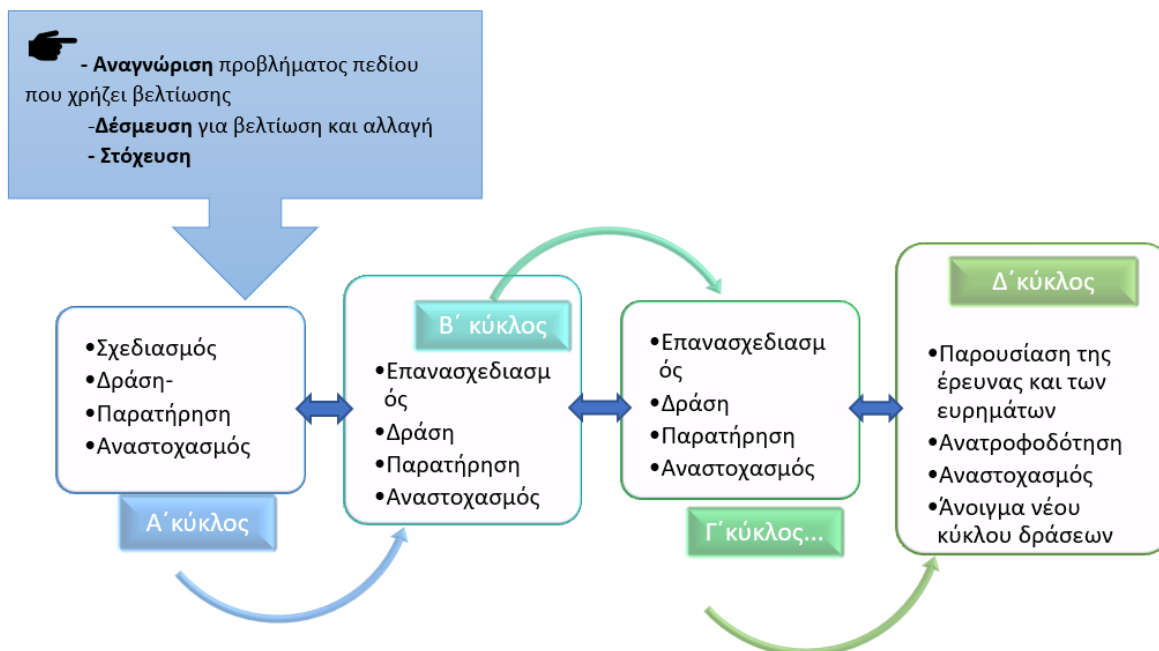 - Αναγνώριση προβλήματος πεδίου
που χρήζει βελτίωσης
-Δέσμευση για βελτίωση και αλλαγή
- Στόχευση
•Σχεδιασμός
•Δράση-
•Παρατήρηση
•Αναστοχασμός
Α΄κύκλος
Β΄ κύκλος
•Επανασχεδιασμ
ός
•Δράση
•Παρατήρηση
•Αναστοχασμός
•Επανασχεδιασμ
ός
•Δράση
•Παρατήρηση
•Αναστοχασμός
Γ΄κύκλος...
Δ΄κύκλος
•Παρουσίαση της
έρευνας και των
ευρημάτων
•Ανατροφοδότηση
•Αναστοχασμός
•Άνοιγμα νέου
κύκλου δράσεων